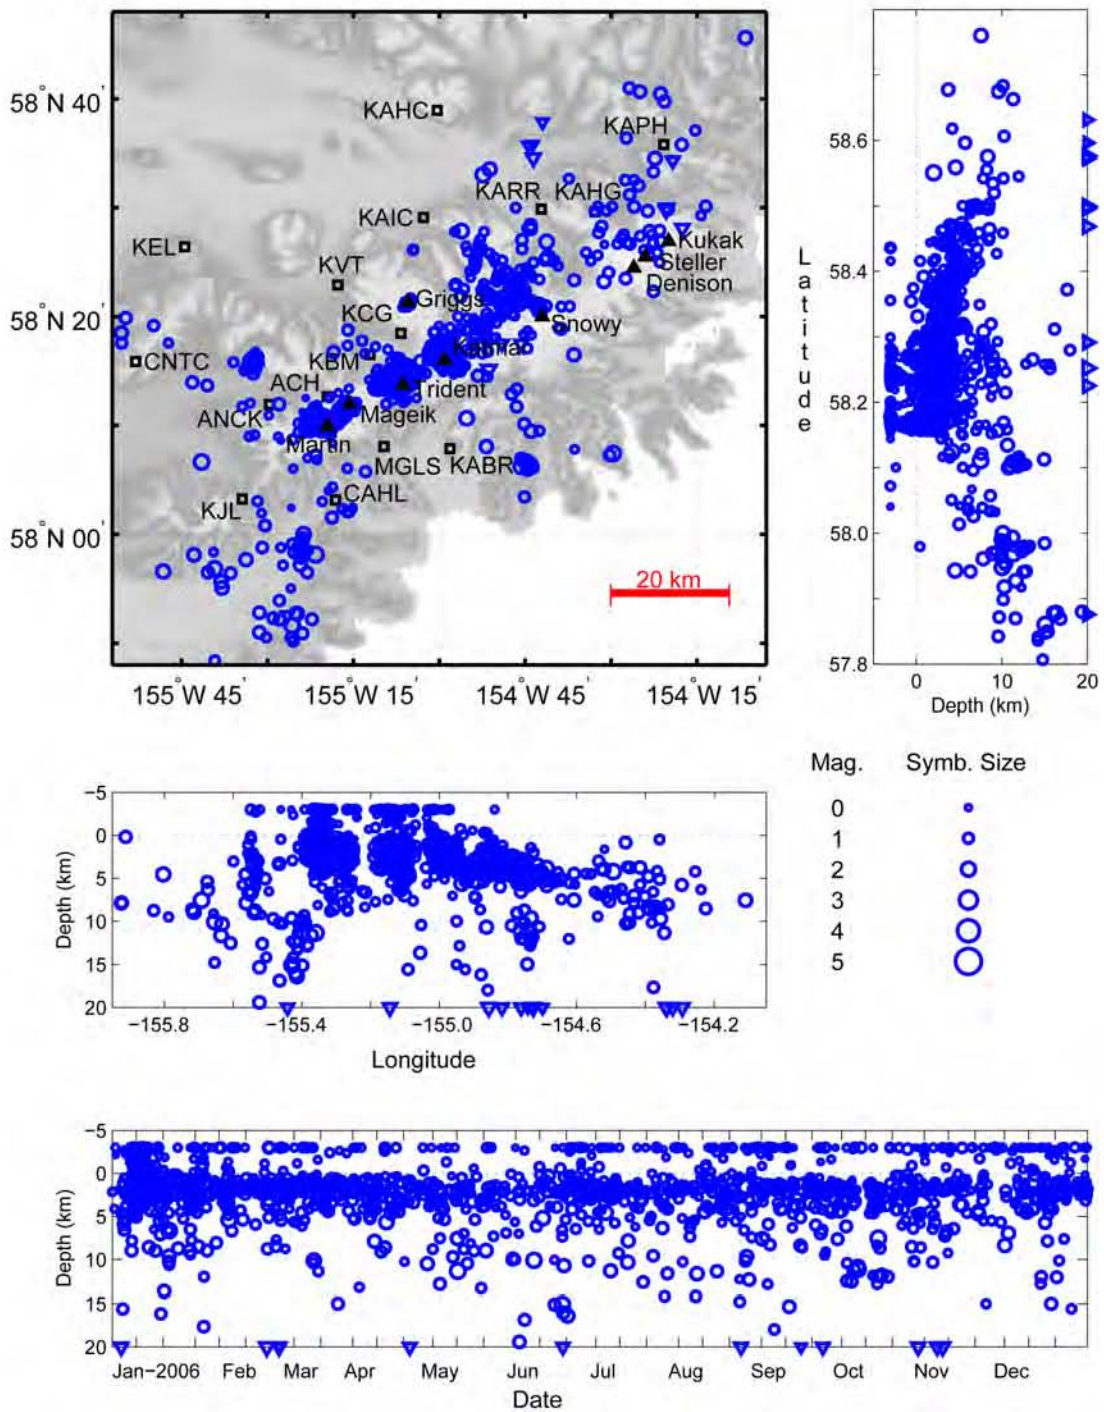 58° N 40'
58° N 20'
58° N 00'
155° W 45'
155° W 15'
154° W 45'
154° W 15'
KAHC
KAPH
KARR
KAHG
KAIC
KEL
KVT
Kukak
Steller
Denison
KCG
Griggs
Snowy
CNTC
KBM
Katmai
ACH
Trident
ANCK
Mageik
Martin
MGLS
KABR
KJL
CAHL
20 km
58.6
58.4
58.2
58.0
57.8
Latitude
0 10 20
Depth (km)
Mag. Symb. Size
0
1
2
3
4
5
−5
0
5
10
15
20
Depth (km)
−155.8 −155.4 −155.0 −154.6 −154.2
Longitude
−5
0
5
10
15
20
Depth (km)
Jan−2006 Feb Mar Apr May Jun Jul Aug Sep Oct Nov Dec
Date